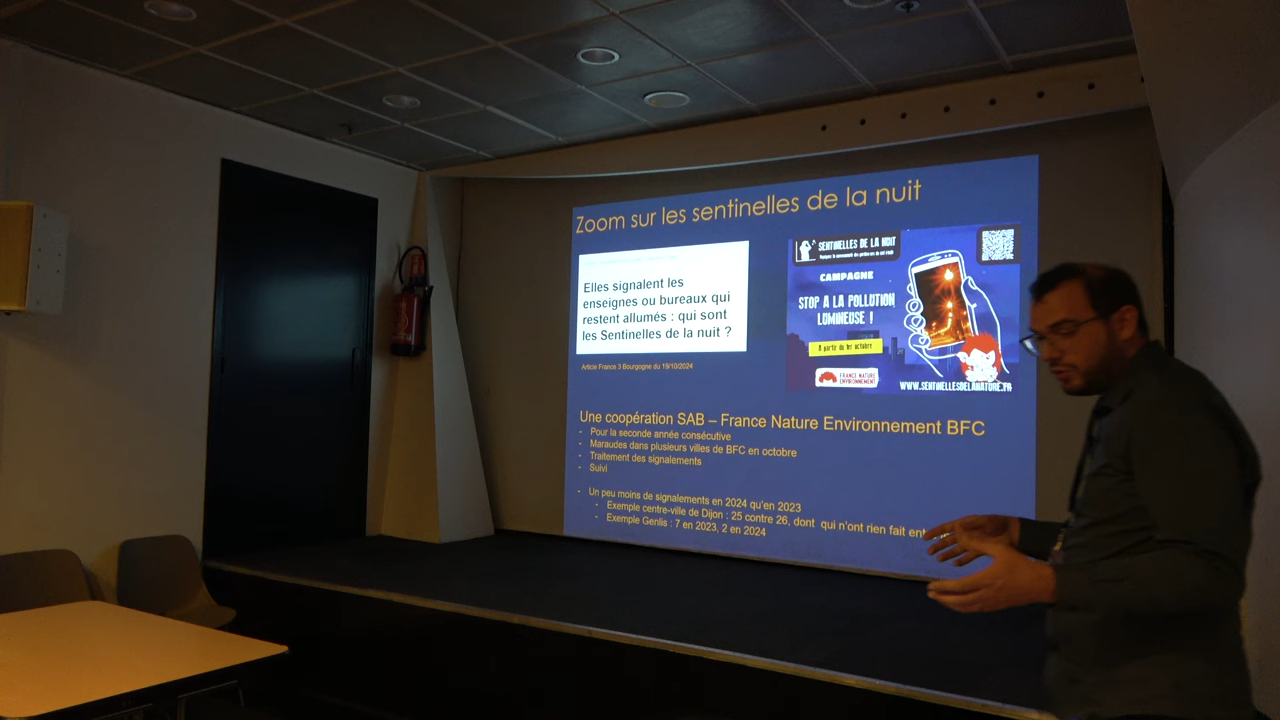 Zoom sur les sentinelles de la nuit
Elles signalent les
enseignes ou bureaux qui
restent allumés : qui sont
les Sentinelles de la nuit ?
Article France 3 Bourgogne du 19/10/2024
SENTINELLES DE LA NUIT
CAMPAGNE
STOP A LA POLLUTION
LUMINEUSE !
A partir du 1er octobre
FRANCE NATURE
ENVIRONNEMENT
WWW.SENTINELLESDELANATURE.FR
Une coopération SAB – France Nature Environnement BFC
- Pour la seconde année consécutive
- Maraudes dans plusieurs villes de BFC en octobre
- Traitement des signalements
- Suivi
- Un peu moins de signalements en 2024 qu'en 2023
- Exemple centre-ville de Dijon : 25 contre 26, dont qui n'ont rien fait ent
- Exemple Genlis : 7 en 2023, 2 en 2024